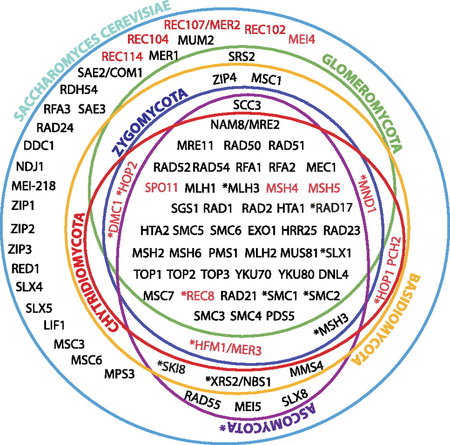 REC107/MER2 REC102
REC104 MUM2 MEI4
REC114 MER1 SRS2
SACCHAROMYCES CEREVISIAE
GLOMEROMYCOTA
SAE2/COM1 ZIP4 MSC1
RDH54
RFA3 SAE3 SCC3
ZYGOMYCOTA
RAD24 NAM8/MRE2
DDC1 MRE11 RAD50 RAD51
NDJ1 *HOP2 RAD52 RAD54 RFA1 RFA2 MEC1
MEI-218 SPO11 MLH1 *MLH3 MSH4 MSH5 *MND1
ZIP1 *DMC1 SGS1 RAD1 RAD2 HTA1 *RAD17
ZIP2 HTA2 SMC5 SMC6 EXO1 HRR25 RAD23
ZIP3 MSH2 MSH6 PMS1 MLH2 MUS81 *SLX1
RED1 TOP1 TOP2 TOP3 YKU70 YKU80 DNL4 *HOP1 PCH2
CHYTRIDIOMYCOTA
BASIDIOMYCOTA
SLX4 MSC7 *REC8 RAD21 *SMC1 *SMC2
SLX5 SMC3 SMC4 PDS5
LIF1 *MSH3
MSC3 *HFM1/MER3
MSC6 *SKI8 MMS4
MPS3 *XRS2/NBS1
RAD55 MEI5 SLX8
ASCOMYCOTA*